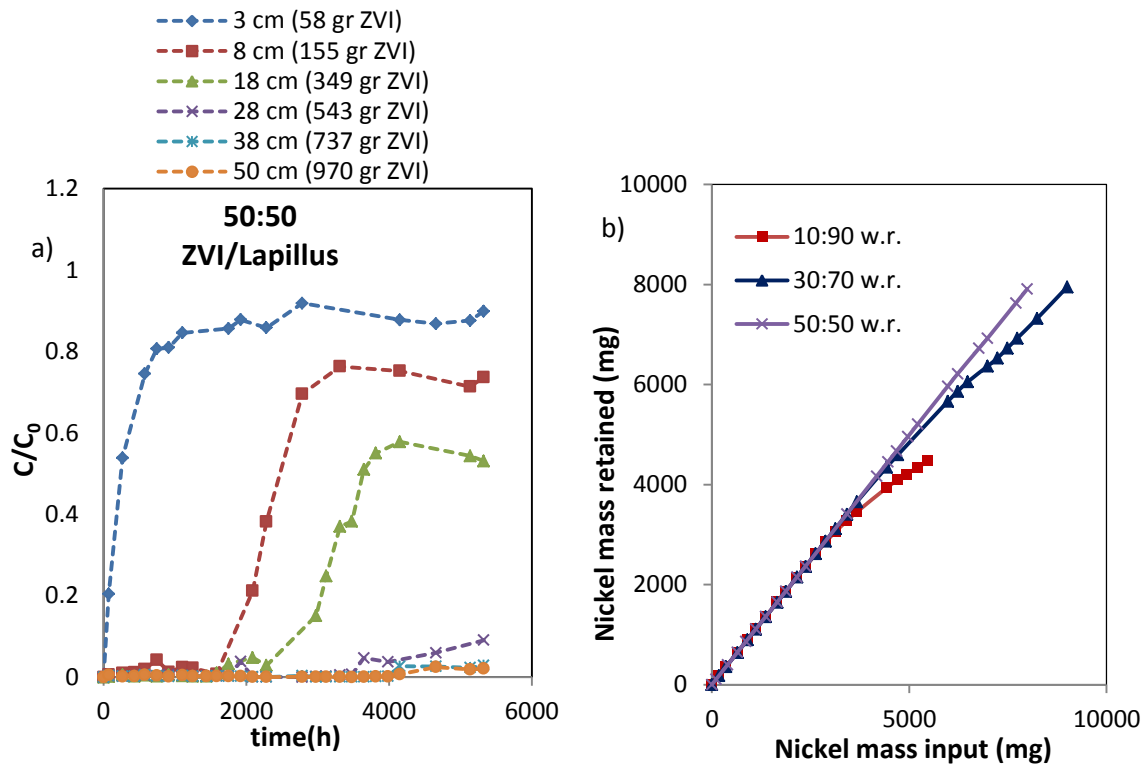 3 cm (58 gr ZVI)
8 cm (155 gr ZVI)
18 cm (349 gr ZVI)
28 cm (543 gr ZVI)
38 cm (737 gr ZVI)
50 cm (970 gr ZVI)
a)
50:50
ZVI/Lapillus
C/C0
1.2
1
0.8
0.6
0.4
0.2
0
0
2000
4000
6000
time(h)
b)
10:90 w.r.
30:70 w.r.
50:50 w.r.
Nickel mass retained (mg)
10000
8000
6000
4000
2000
0
0
5000
10000
Nickel mass input (mg)